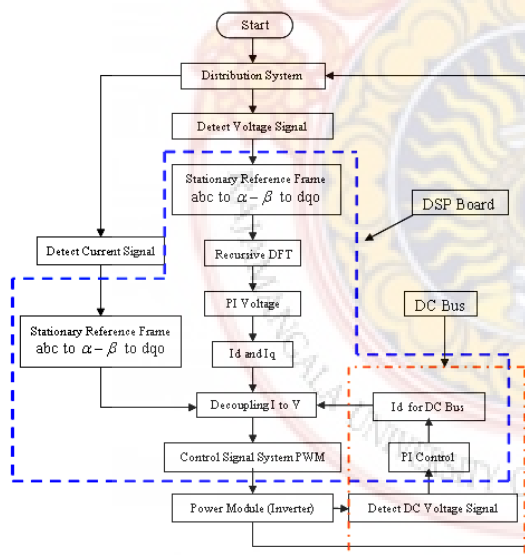 Start
Distribution System
Detect Voltage Signal
Stationary Reference Frame
abc to α − β to dqo
DSP Board
Detect Current Signal
Recursive DFT
PI Voltage
DC Bus
Stationary Reference Frame
abc to α − β to dqo
Id and Iq
Decoupling I to V
Id for DC Bus
Control Signal System PWM
PI Control
Power Module (Inverter)
Detect DC Voltage Signal